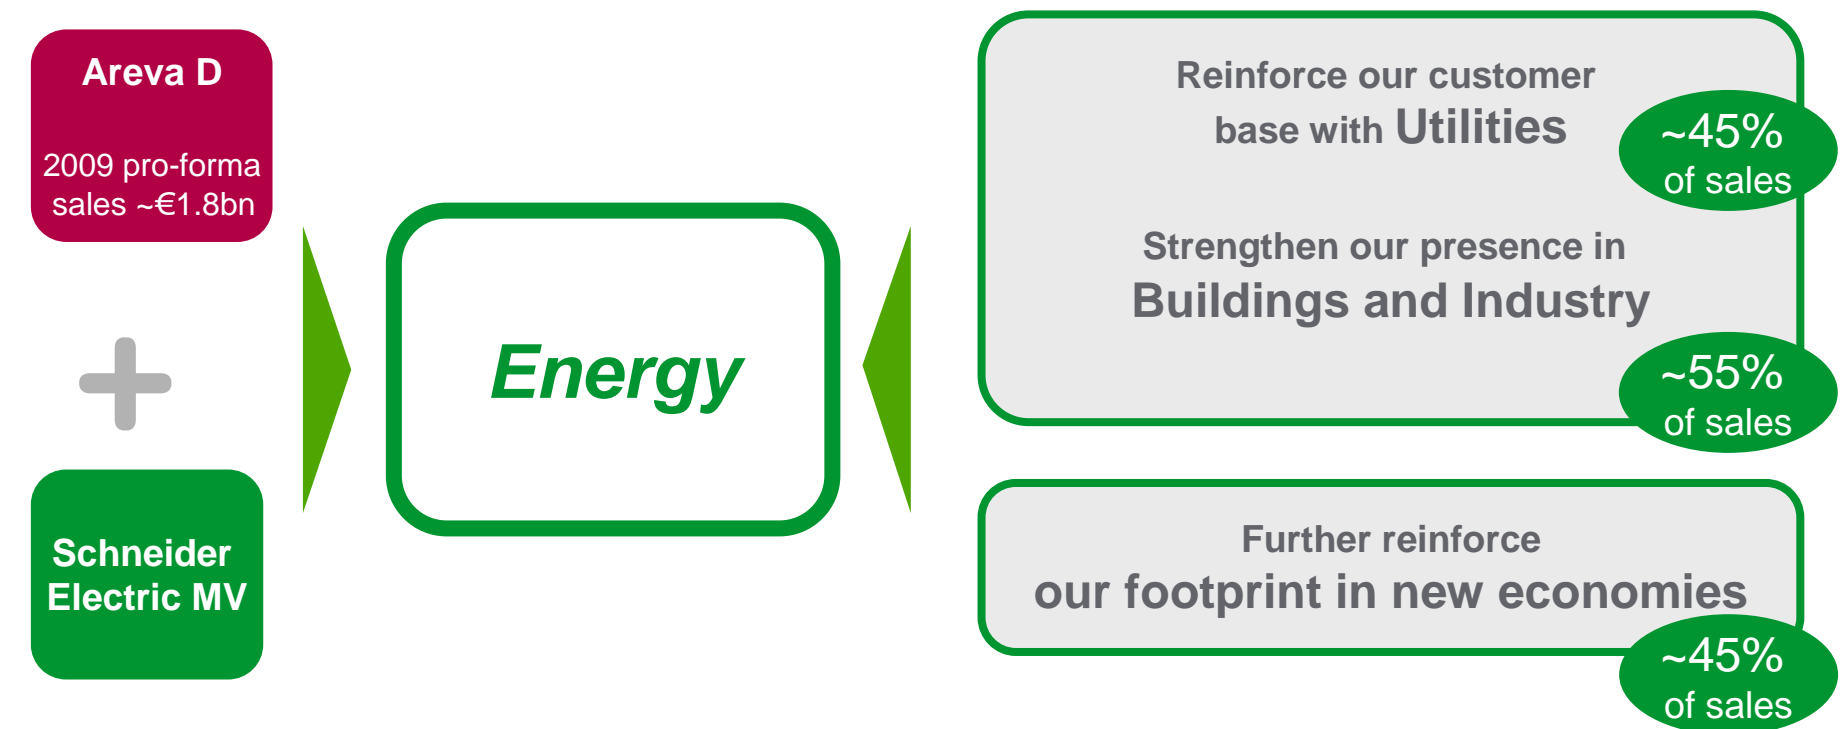 Areva D
2009 pro-forma
sales ~€1.8bn
Schneider
Electric MV
Energy
Reinforce our customer
base with Utilities
~45%
of sales
Strengthen our presence in
Buildings and Industry
~55%
of sales
Further reinforce
our footprint in new economies
~45%
of sales